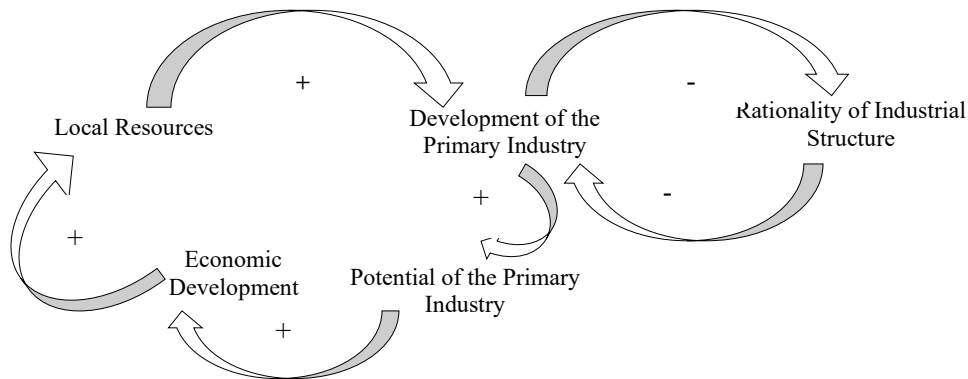 +
-
Local Resources
Development of the
Primary Industry
Rationality of Industrial
Structure
+
-
+
Economic
Development
Potential of the Primary
Industry
+